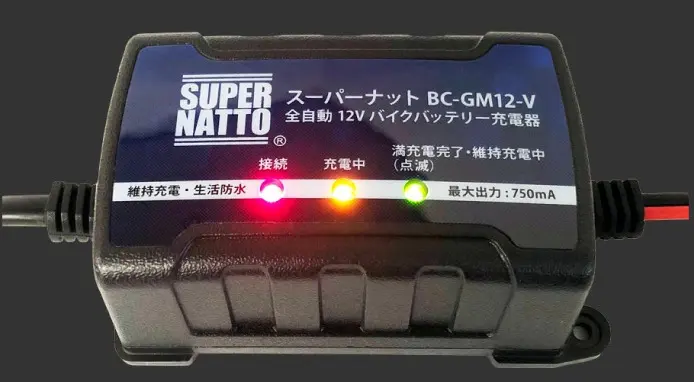 SUPER
NATTO
®
スーパーナット BC-GM12-V
全自動 12V バイクバッテリー充電器
接続
充電中
満充電完了・維持充電中
(点滅)
維持充電・生活防水
最大出力 : 750mA